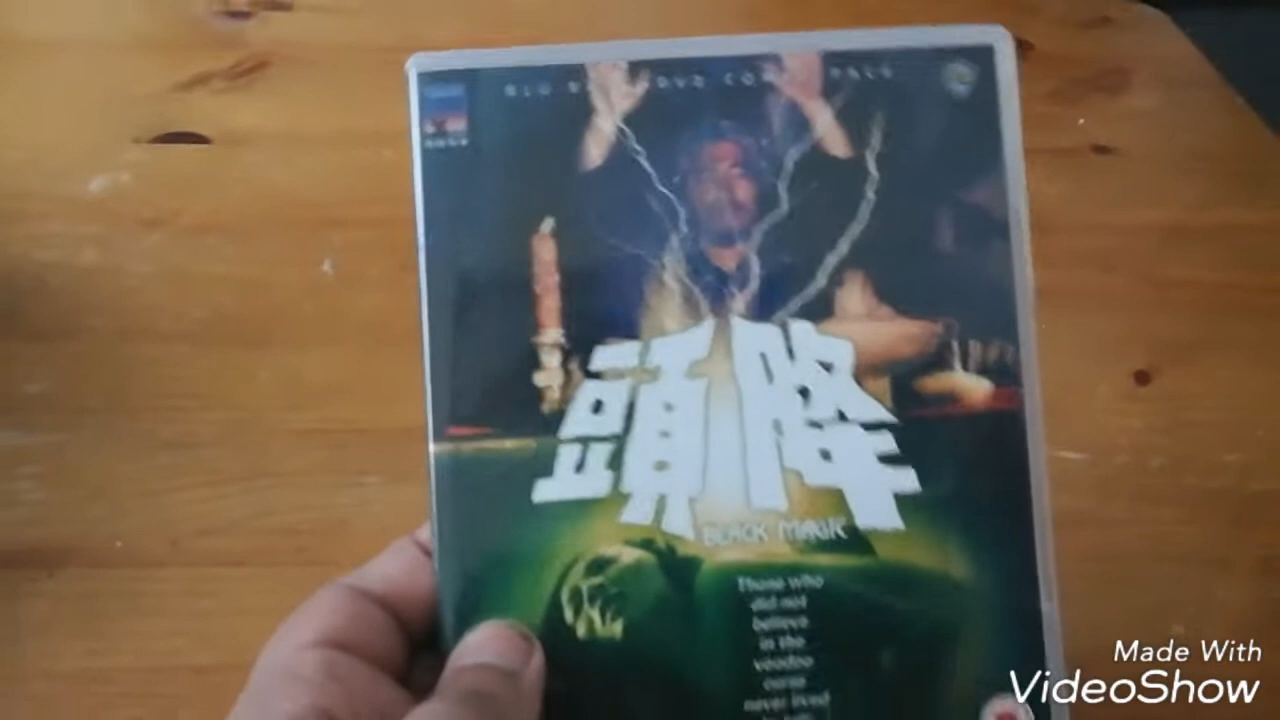 頭降
BLACK MAGIC
Those who
did not
believe
in the
voodoo
curse
never lived
Made With
VideoShow